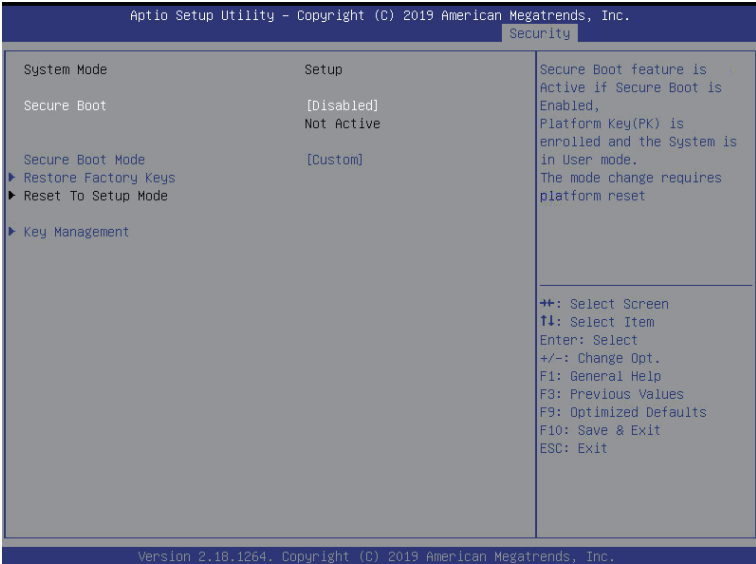 Aptio Setup Utility – Copyright (C) 2019 American Megatrends, Inc.
Security
System Mode Setup
Secure Boot [Disabled]
Not Active
Secure Boot Mode [Custom]
▶ Restore Factory Keys
▶ Reset To Setup Mode
▶ Key Management
Secure Boot feature is
Active if Secure Boot is
Enabled,
Platform Key(PK) is
enrolled and the System is
in User mode.
The mode change requires
platform reset
→←: Select Screen
↑↓: Select Item
Enter: Select
+/-: Change Opt.
F1: General Help
F3: Previous Values
F9: Optimized Defaults
F10: Save & Exit
ESC: Exit
Version 2.18.1264. Copyright (C) 2019 American Megatrends, Inc.